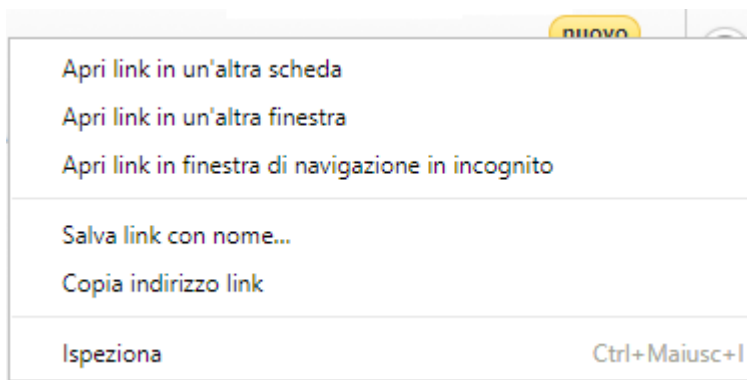 nuovo
Apri link in un'altra scheda
Apri link in un'altra finestra
Apri link in finestra di navigazione in incognito
Salva link con nome...
Copia indirizzo link
Ispeziona Ctrl+Maiusc+I